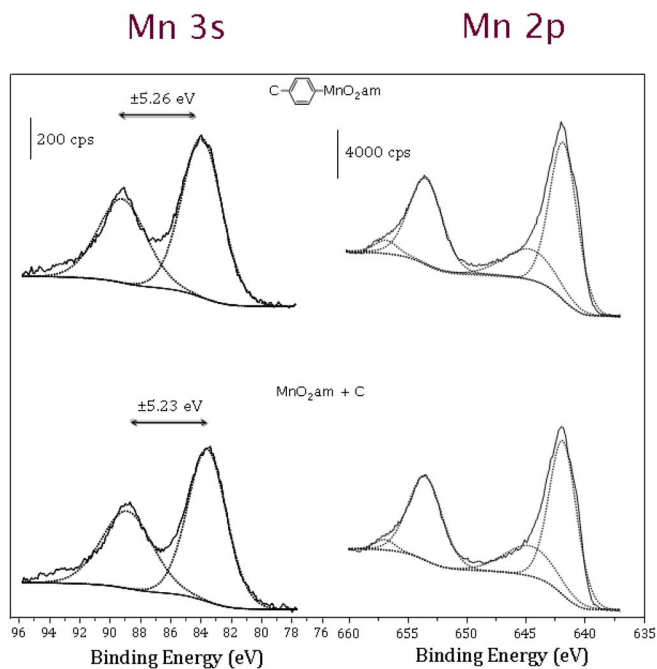 Mn 3s
Mn 2p
C MnO₂am
±5.26 eV
200 cps
4000 cps
MnO₂am + C
±5.23 eV
96 94 92 90 88 86 84 82 80 78 76 660 655 650 645 640 635
Binding Energy (eV)
Binding Energy (eV)